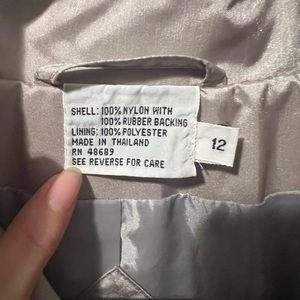 SHELL: 100% NYLON WITH
100% RUBBER BACKING
LINING: 100% POLYESTER
MADE IN THAILAND
RN 48689
SEE REVERSE FOR CARE
12